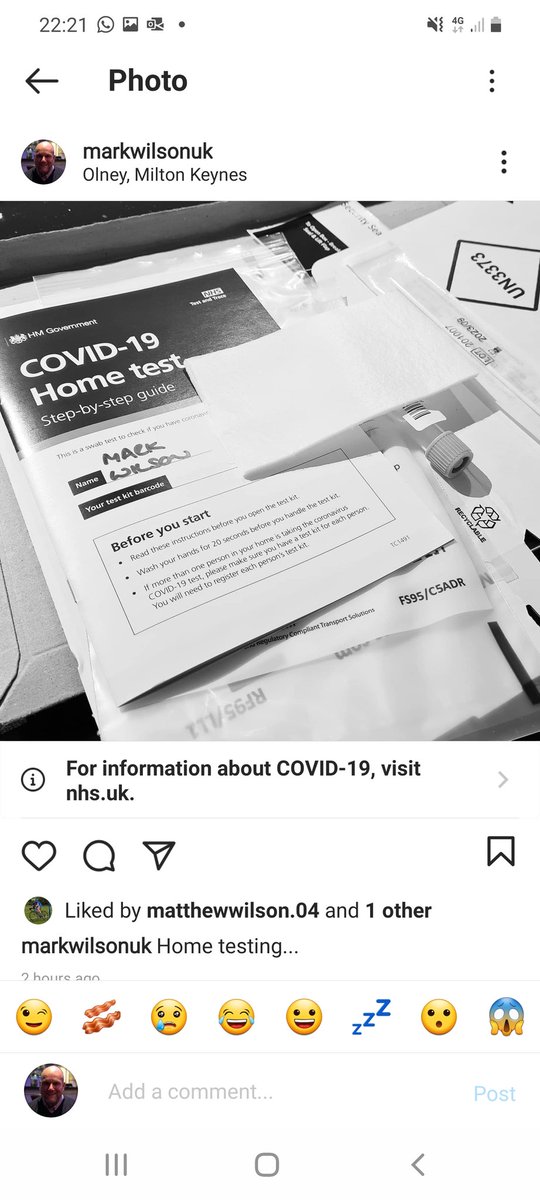 22:21
4G
Photo
markwilsonuk
Olney, Milton Keynes
Security Sea
UN3373
NHS
Test and Trace
HM Government
COVID-19
Home test
Step-by-step guide
This is a swab test to check if you have coronavir
Name MARK WILSON
Your test kit barcode
Before you start
• Read these instructions before you open the test kit.
• Wash your hands for 20 seconds before you handle the test kit.
• If more than one person in your home is taking the coronavirus
COVID-19 test, please make sure you have a test kit for each person.
You will need to register each person's test kit.
TC1491
RECYCLABLE
FS95/C5ADR
Regulatory Compliant Transport Solutions
RF95/L11
For information about COVID-19, visit
nhs.uk.
Liked by matthewwilson.04 and 1 other
markwilsonuk Home testing...
2 hours ago
Add a comment...
Post